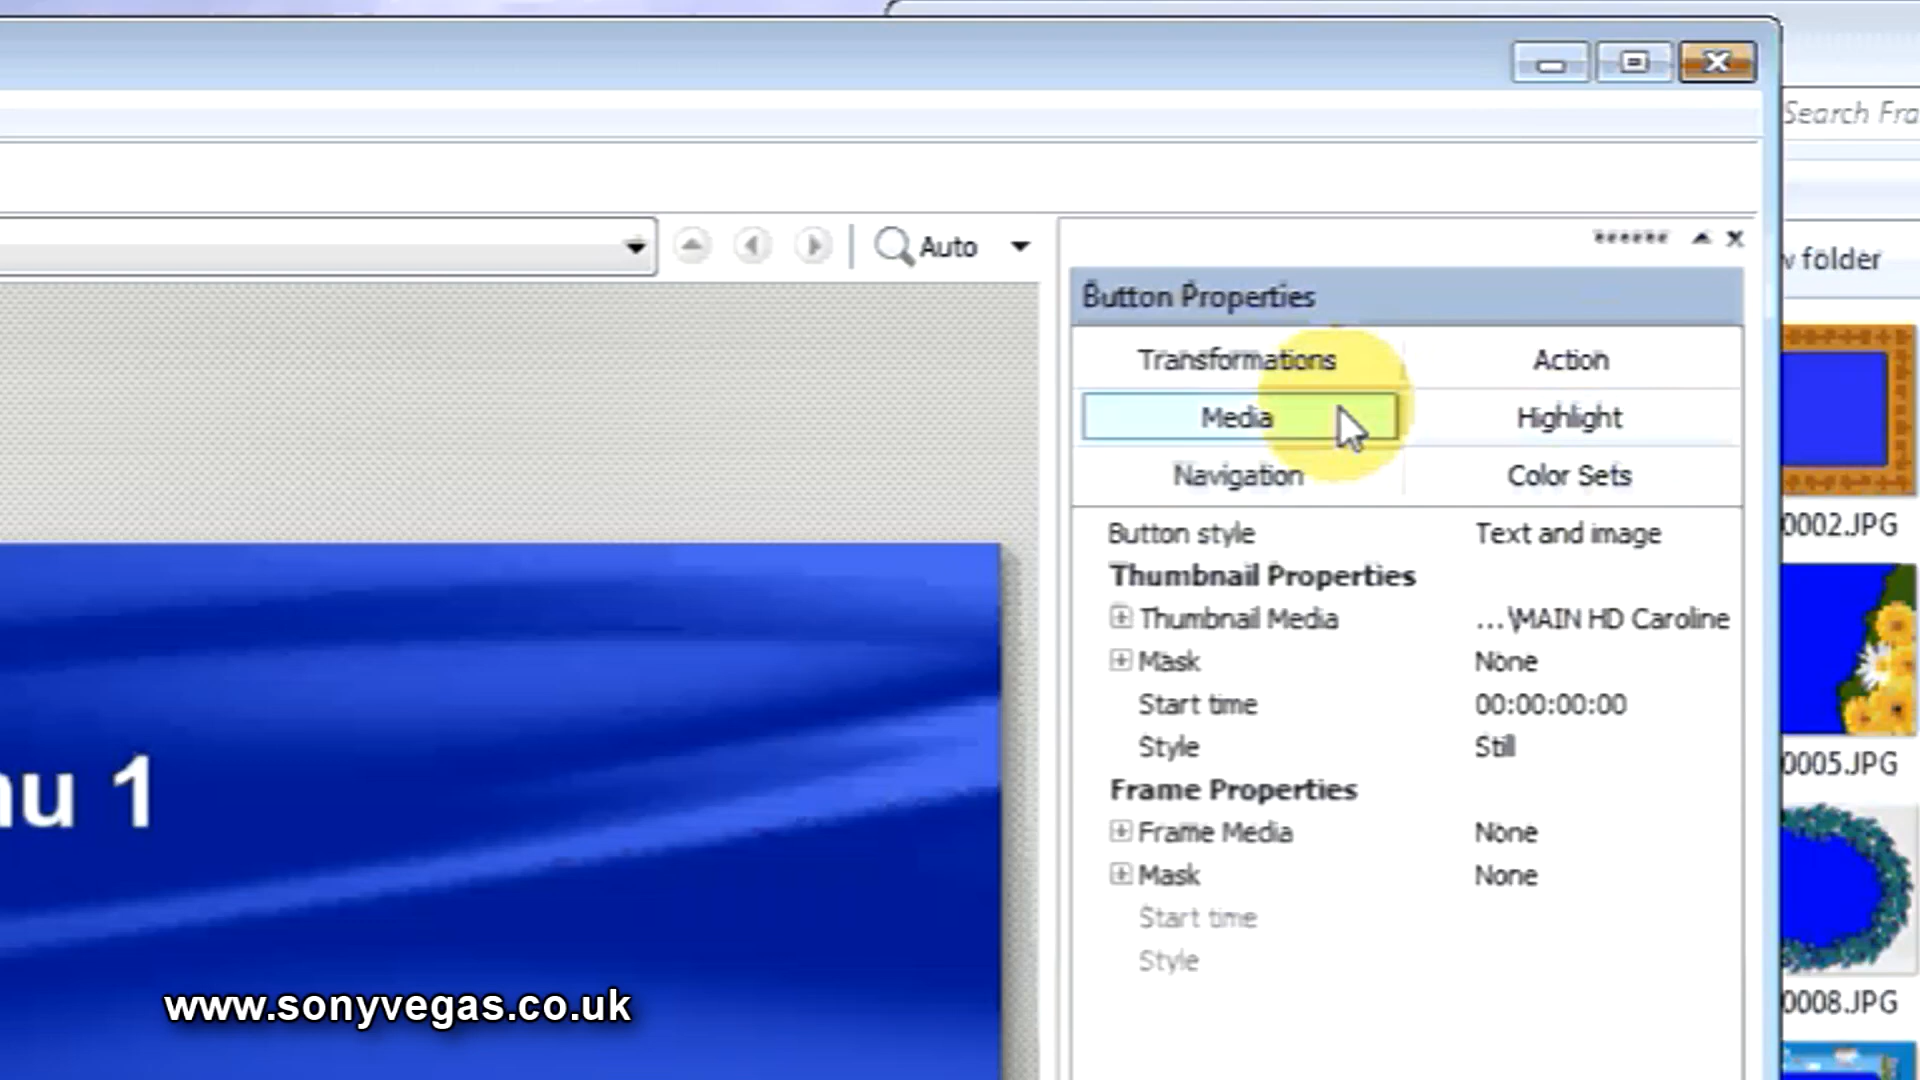 Search Fra
Auto
folder
Button Properties
Transformations Action
Media Highlight
Navigation Color Sets
Button style Text and image
Thumbnail Properties
Thumbnail Media ...\MAIN HD Caroline
Mask None
Start time 00:00:00:00
Style Still
Frame Properties
Frame Media None
Mask None
Start time
Style
0002.JPG
0005.JPG
0008.JPG
nu 1
www.sonyvegas.co.uk